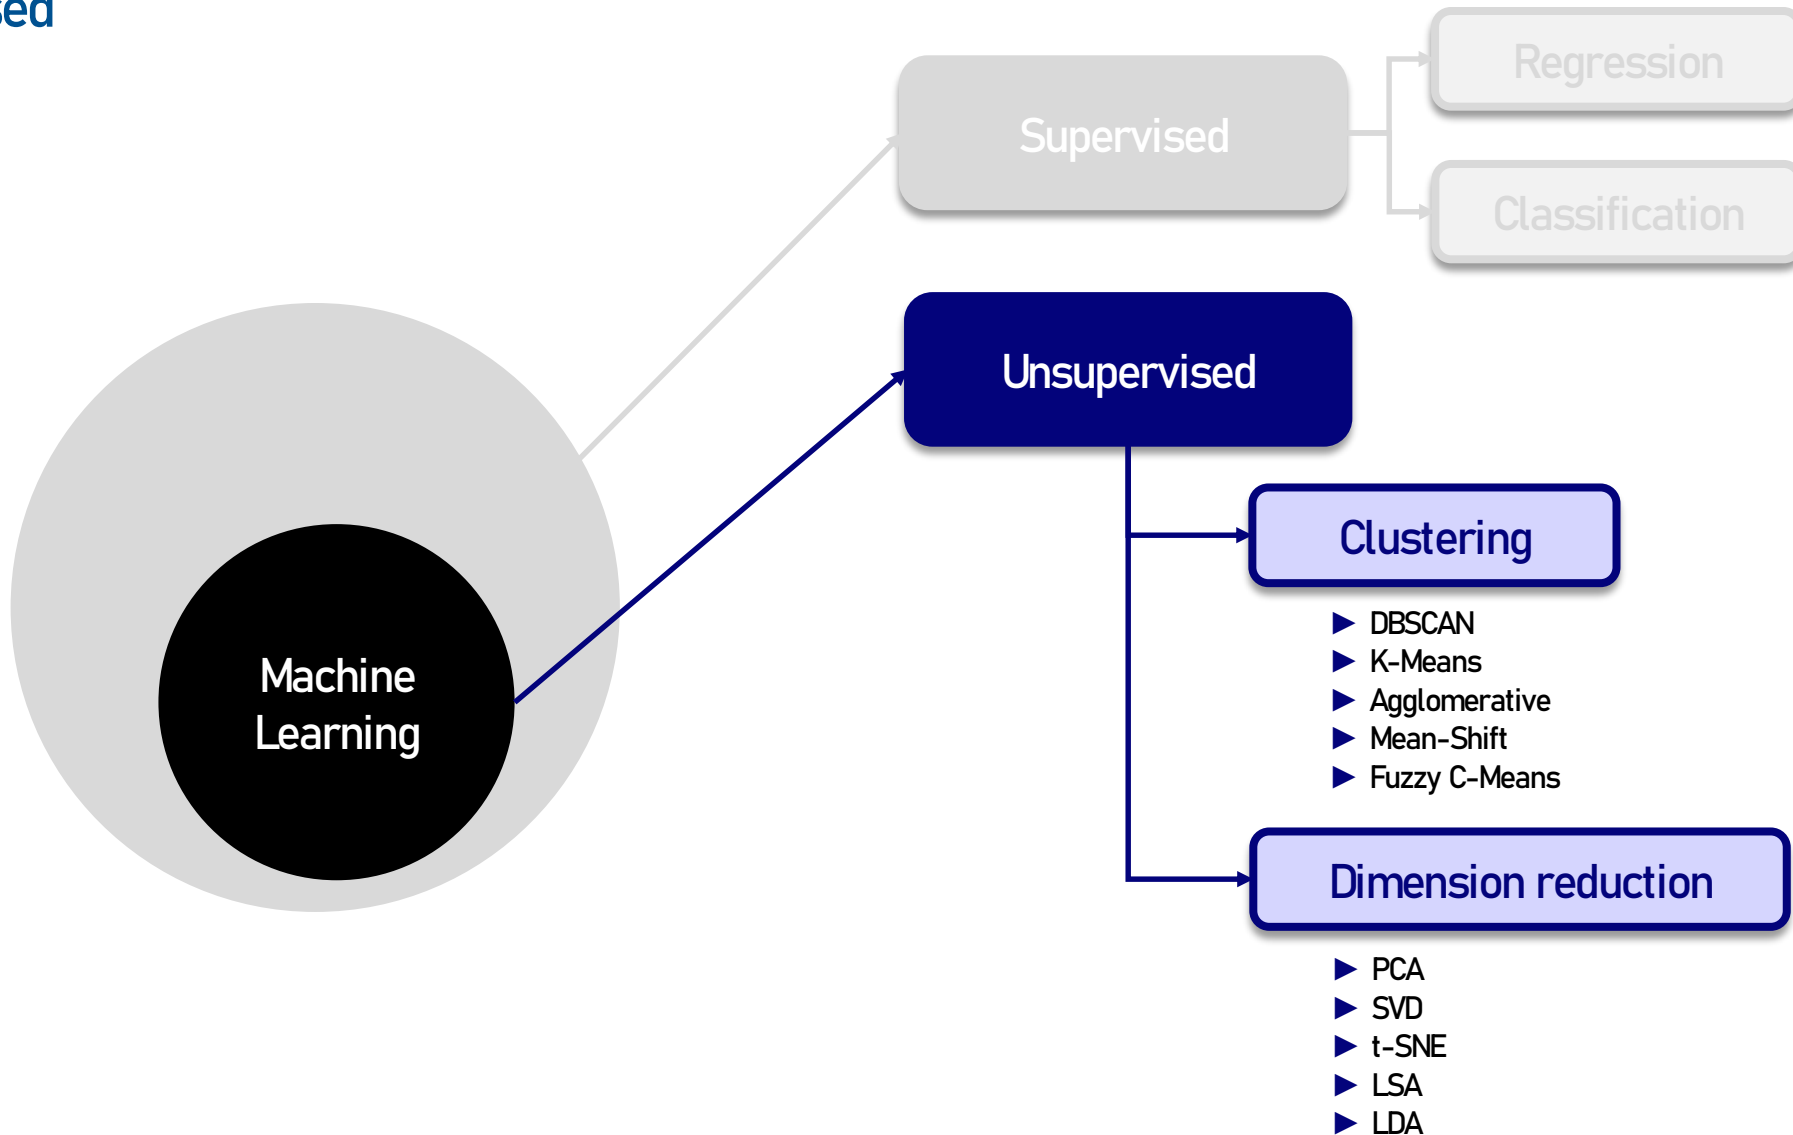 Regression
Supervised
Classification
Unsupervised
Clustering
DBSCAN
K-Means
Agglomerative
Mean-Shift
Fuzzy C-Means
Machine
Learning
Dimension reduction
PCA
SVD
t-SNE
LSA
LDA